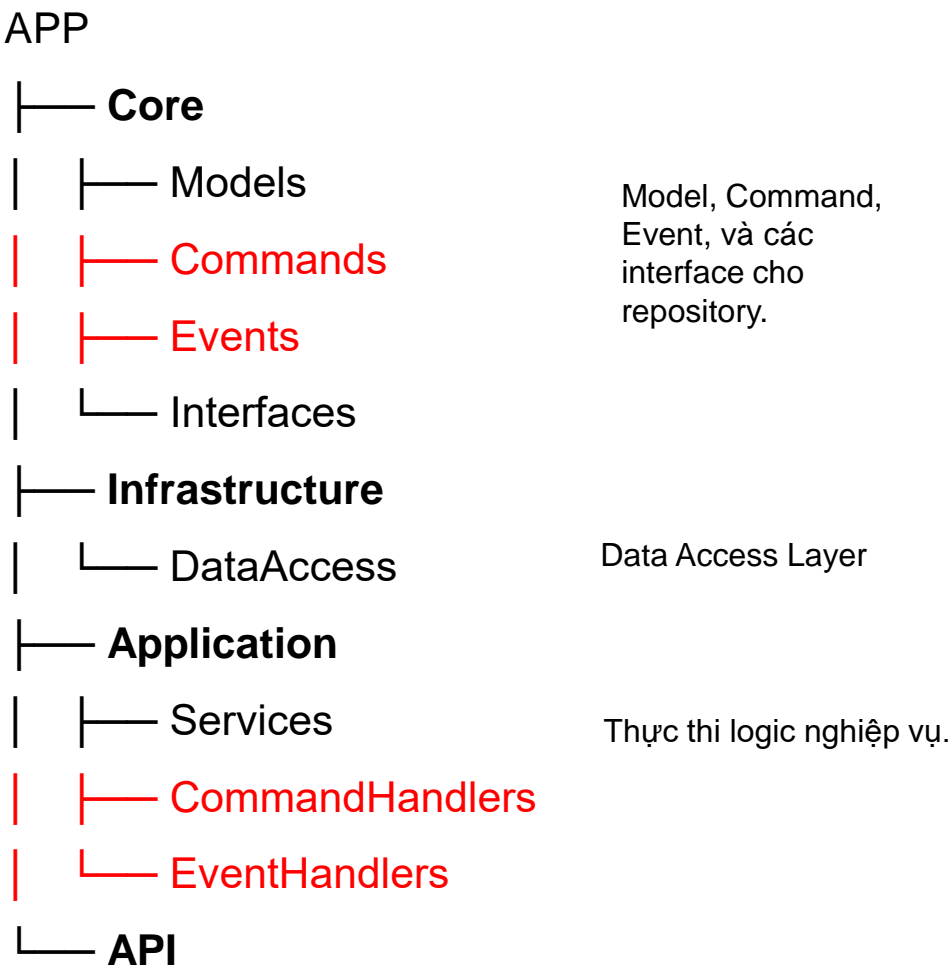 APP
├── Core
│ ├── Models
│ ├── Commands
│ ├── Events
│ └── Interfaces
Model, Command,
Event, và các
interface cho
repository.
├── Infrastructure
│ └── DataAccess
Data Access Layer
├── Application
│ ├── Services
Thực thi logic nghiệp vụ.
│ ├── CommandHandlers
│ └── EventHandlers
└── API